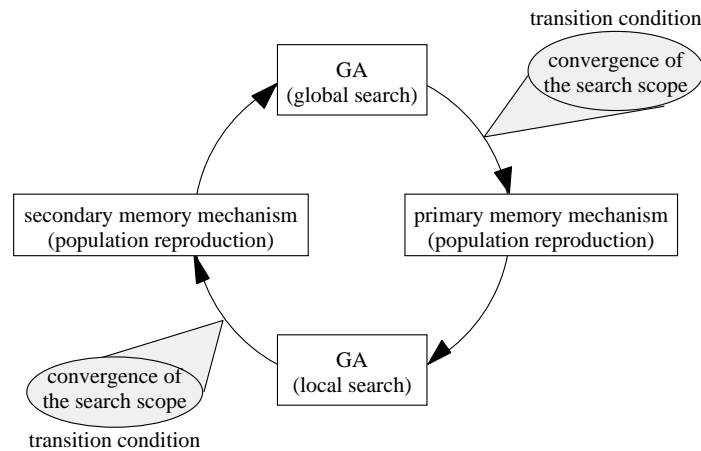 transition condition
convergence of
the search scope
GA
(global search)
secondary memory mechanism
(population reproduction)
primary memory mechanism
(population reproduction)
GA
(local search)
convergence of
the search scope
transition condition